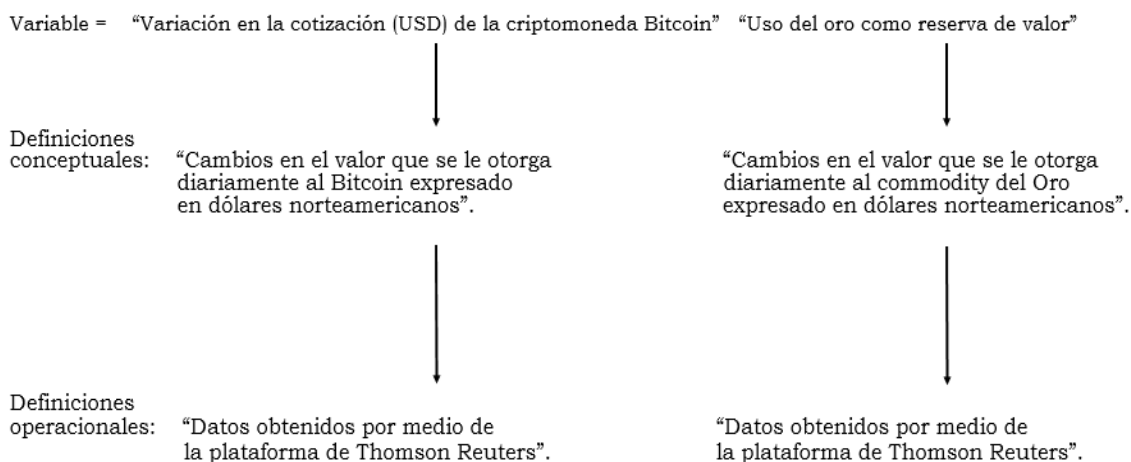 Variable = “Variación en la cotización (USD) de la criptomoneda Bitcoin” “Uso del oro como reserva de valor”
Definiciones
conceptuales: “Cambios en el valor que se le otorga
diariamente al Bitcoin expresado
en dólares norteamericanos”.
“Cambios en el valor que se le otorga
diariamente al commodity del Oro
expresado en dólares norteamericanos”.
Definiciones
operacionales: “Datos obtenidos por medio de
la plataforma de Thomson Reuters”.
“Datos obtenidos por medio de
la plataforma de Thomson Reuters”.